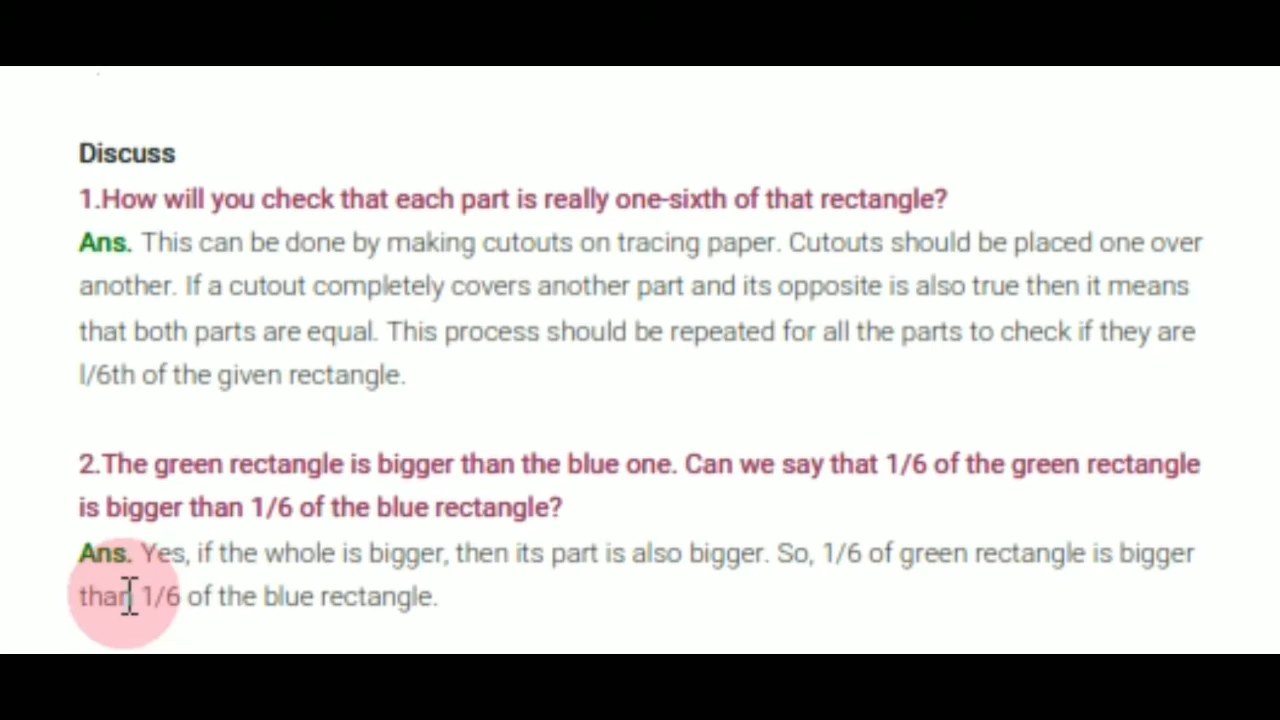 Discuss
1.How will you check that each part is really one-sixth of that rectangle?
Ans. This can be done by making cutouts on tracing paper. Cutouts should be placed one over
another. If a cutout completely covers another part and its opposite is also true then it means
that both parts are equal. This process should be repeated for all the parts to check if they are
l/6th of the given rectangle.
2.The green rectangle is bigger than the blue one. Can we say that 1/6 of the green rectangle
is bigger than 1/6 of the blue rectangle?
Ans. Yes, if the whole is bigger, then its part is also bigger. So, 1/6 of green rectangle is bigger
than 1/6 of the blue rectangle.